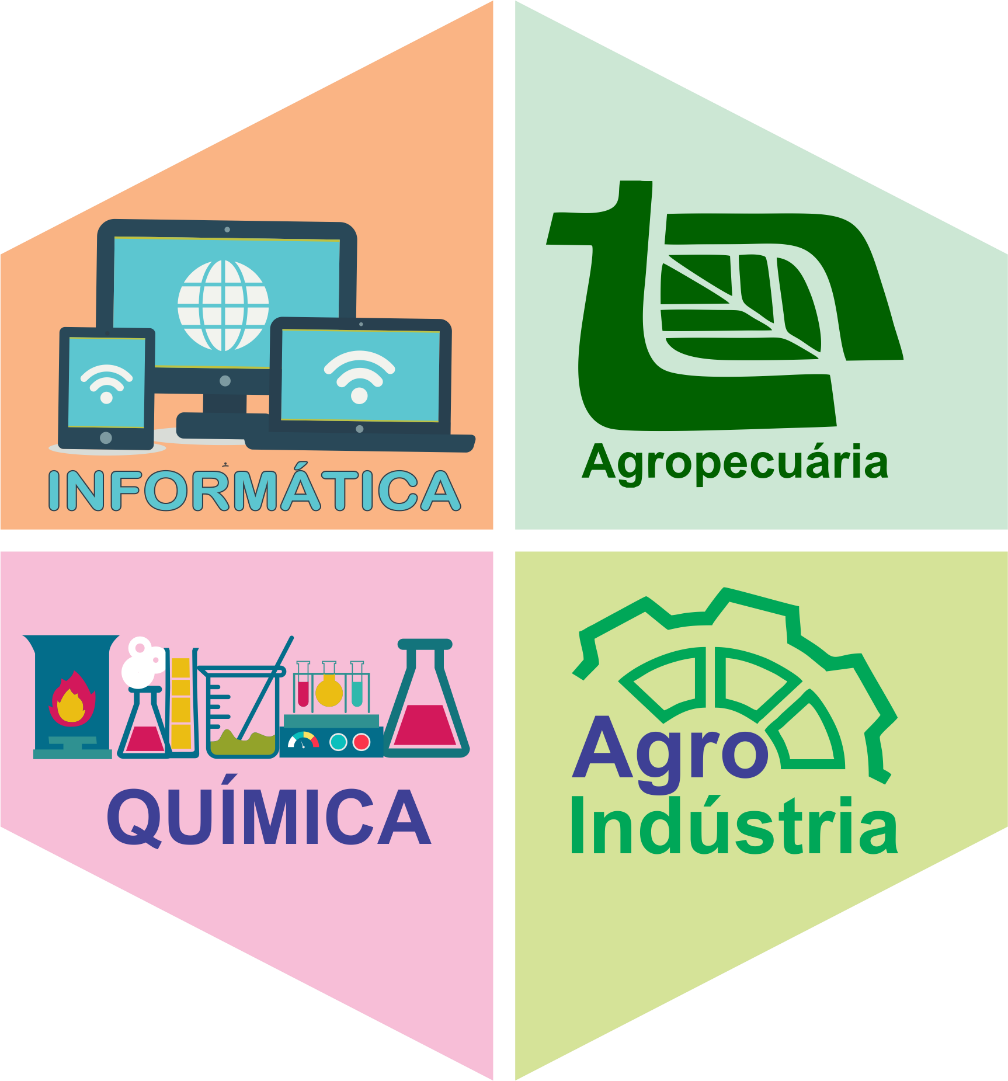 INFORMÁTICA
Agropecuária
QUÍMICA
Agro
Indústria